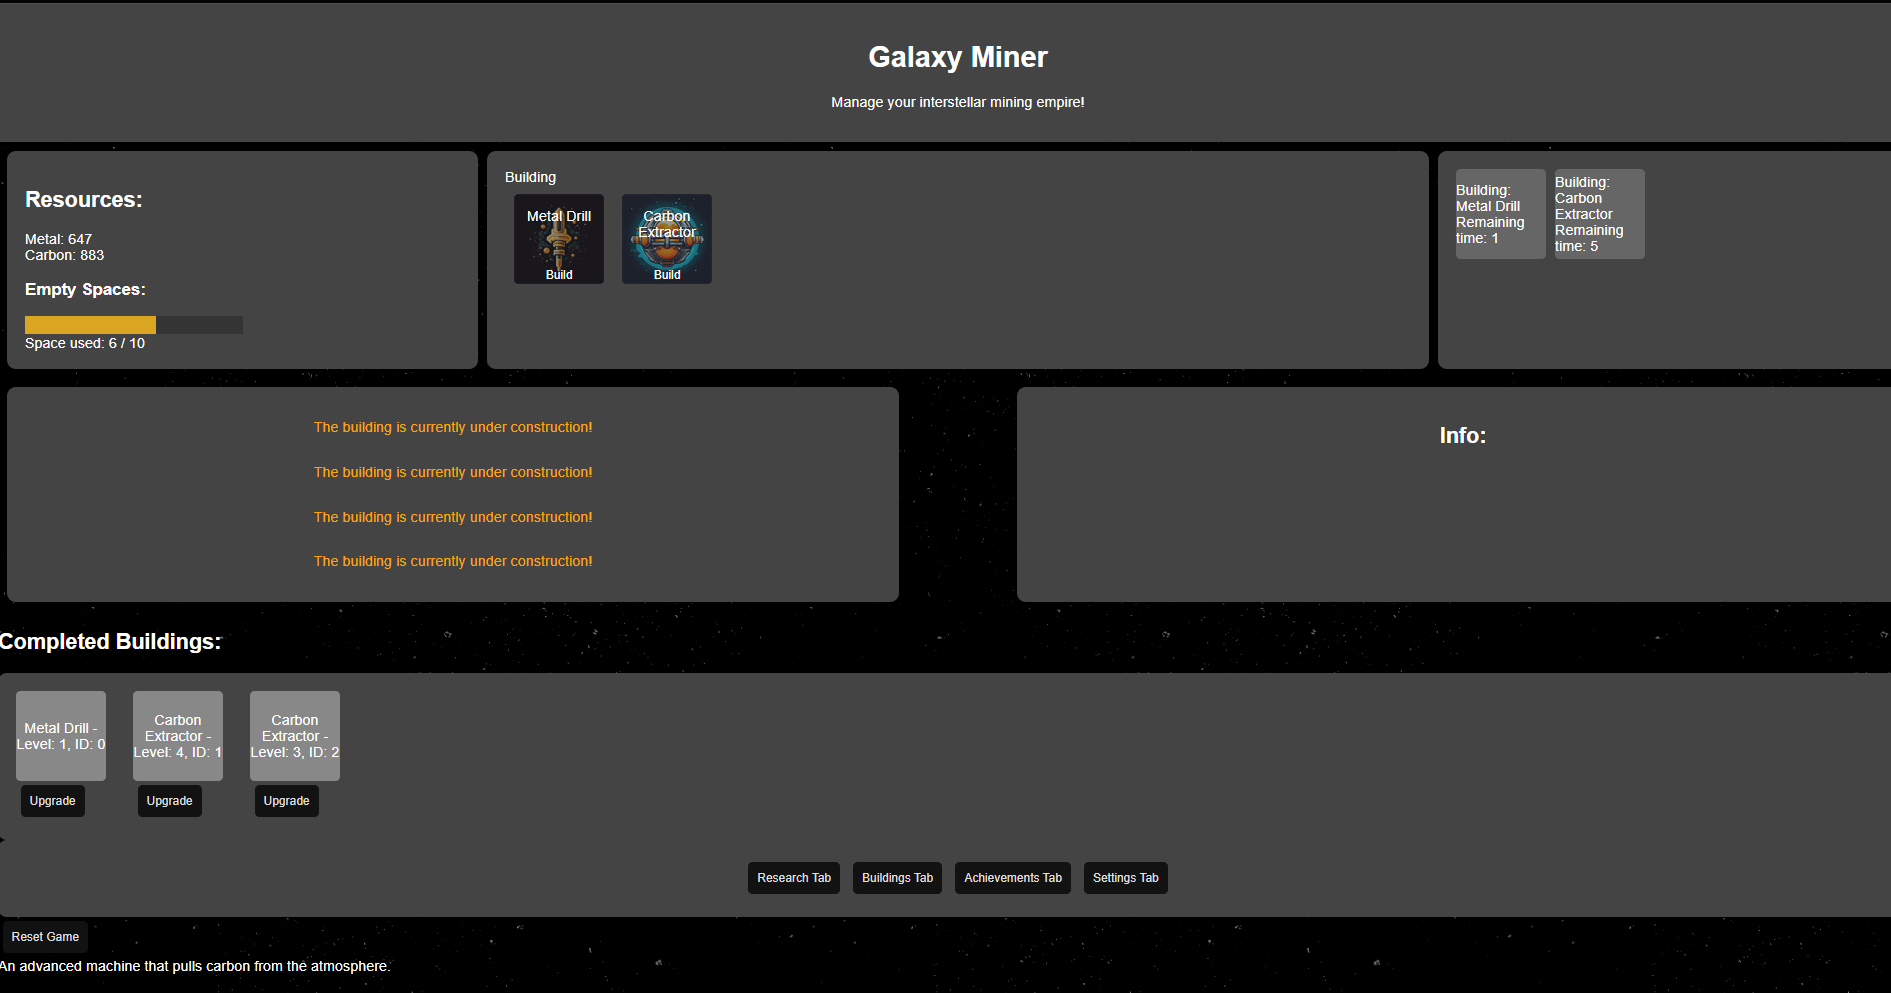 Galaxy Miner
Manage your interstellar mining empire!
Resources:
Metal: 647
Carbon: 883
Empty Spaces:
Space used: 6 / 10
Building
Metal Drill
Build
Carbon
Extractor
Build
Building:
Metal Drill
Remaining
time: 1
Building:
Carbon
Extractor
Remaining
time: 5
The building is currently under construction!
The building is currently under construction!
The building is currently under construction!
The building is currently under construction!
Info:
Completed Buildings:
Metal Drill -
Level: 1, ID: 0
Upgrade
Carbon
Extractor -
Level: 4, ID: 1
Upgrade
Carbon
Extractor -
Level: 3, ID: 2
Upgrade
Research Tab
Buildings Tab
Achievements Tab
Settings Tab
Reset Game
An advanced machine that pulls carbon from the atmosphere.